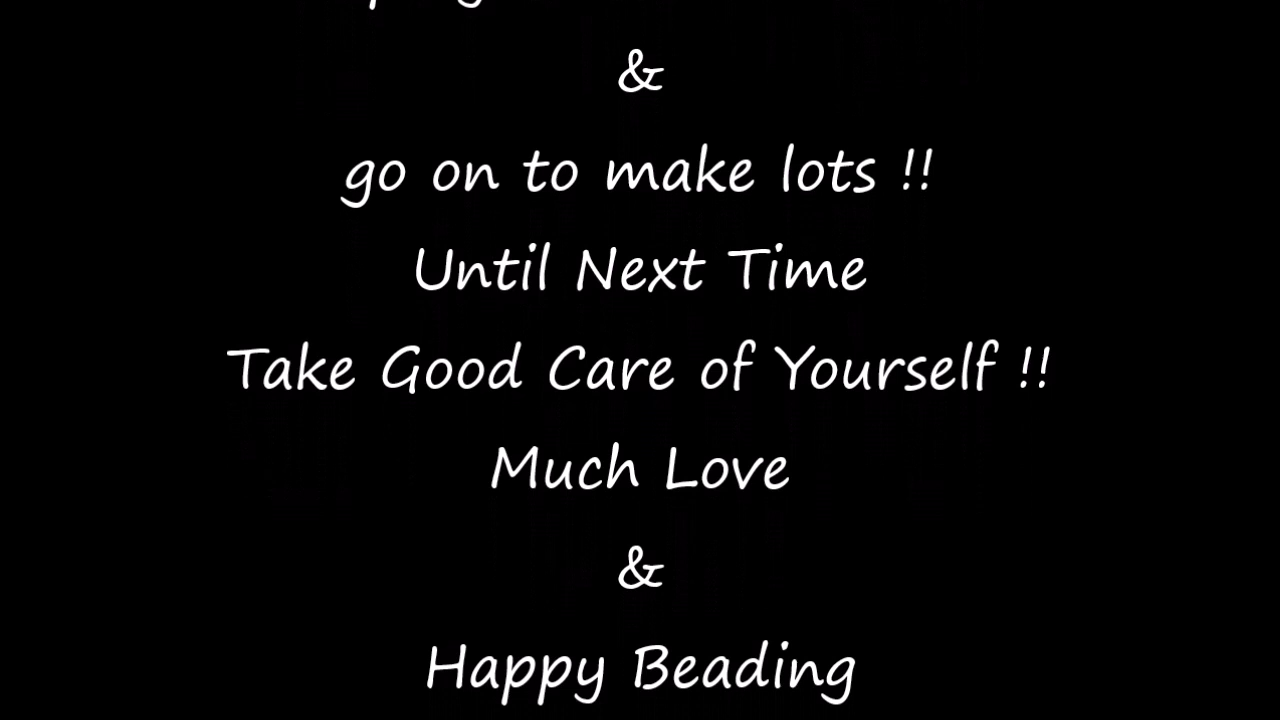 &
go on to make lots !!
Until Next Time
Take Good Care of Yourself !!
Much Love
&
Happy Beading